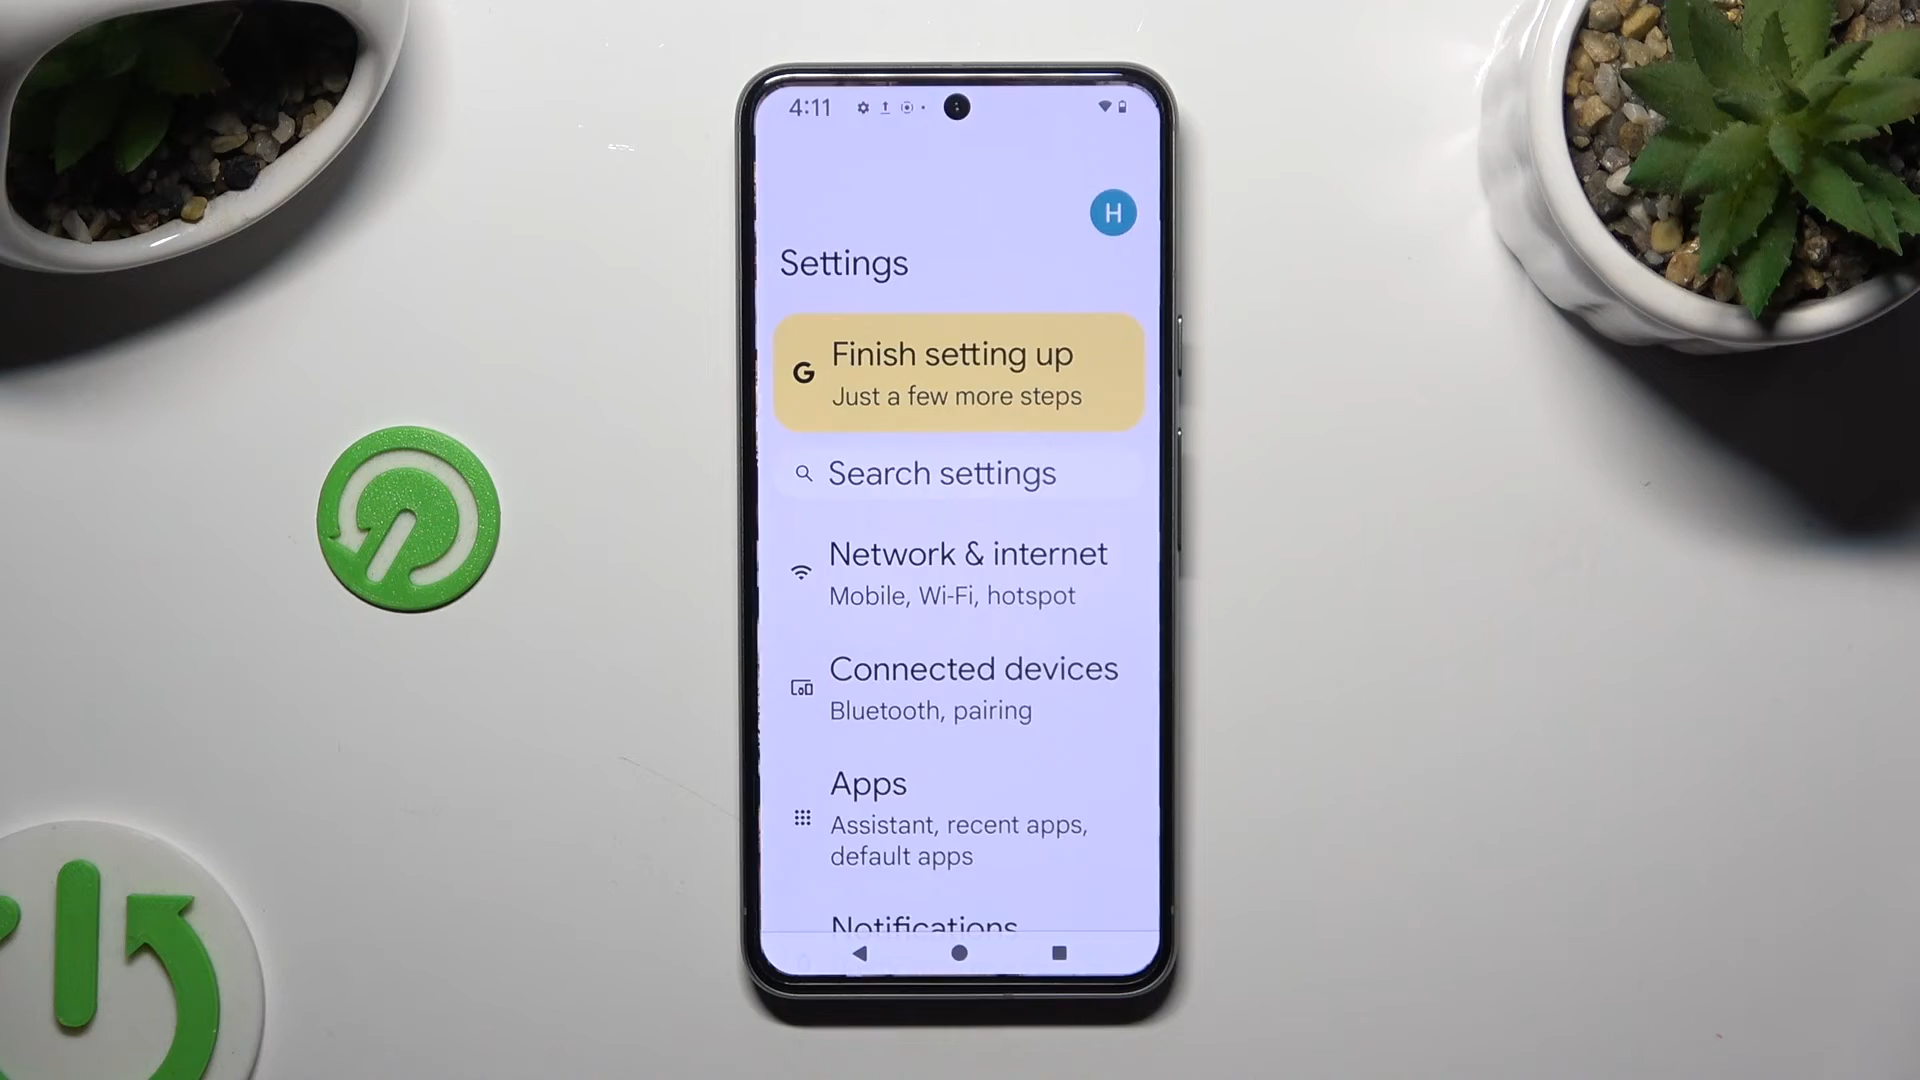 4:11
H
Settings
G
Finish setting up
Just a few more steps
Search settings
Network & internet
Mobile, Wi-Fi, hotspot
Connected devices
Bluetooth, pairing
Apps
Assistant, recent apps,
default apps
Notifications